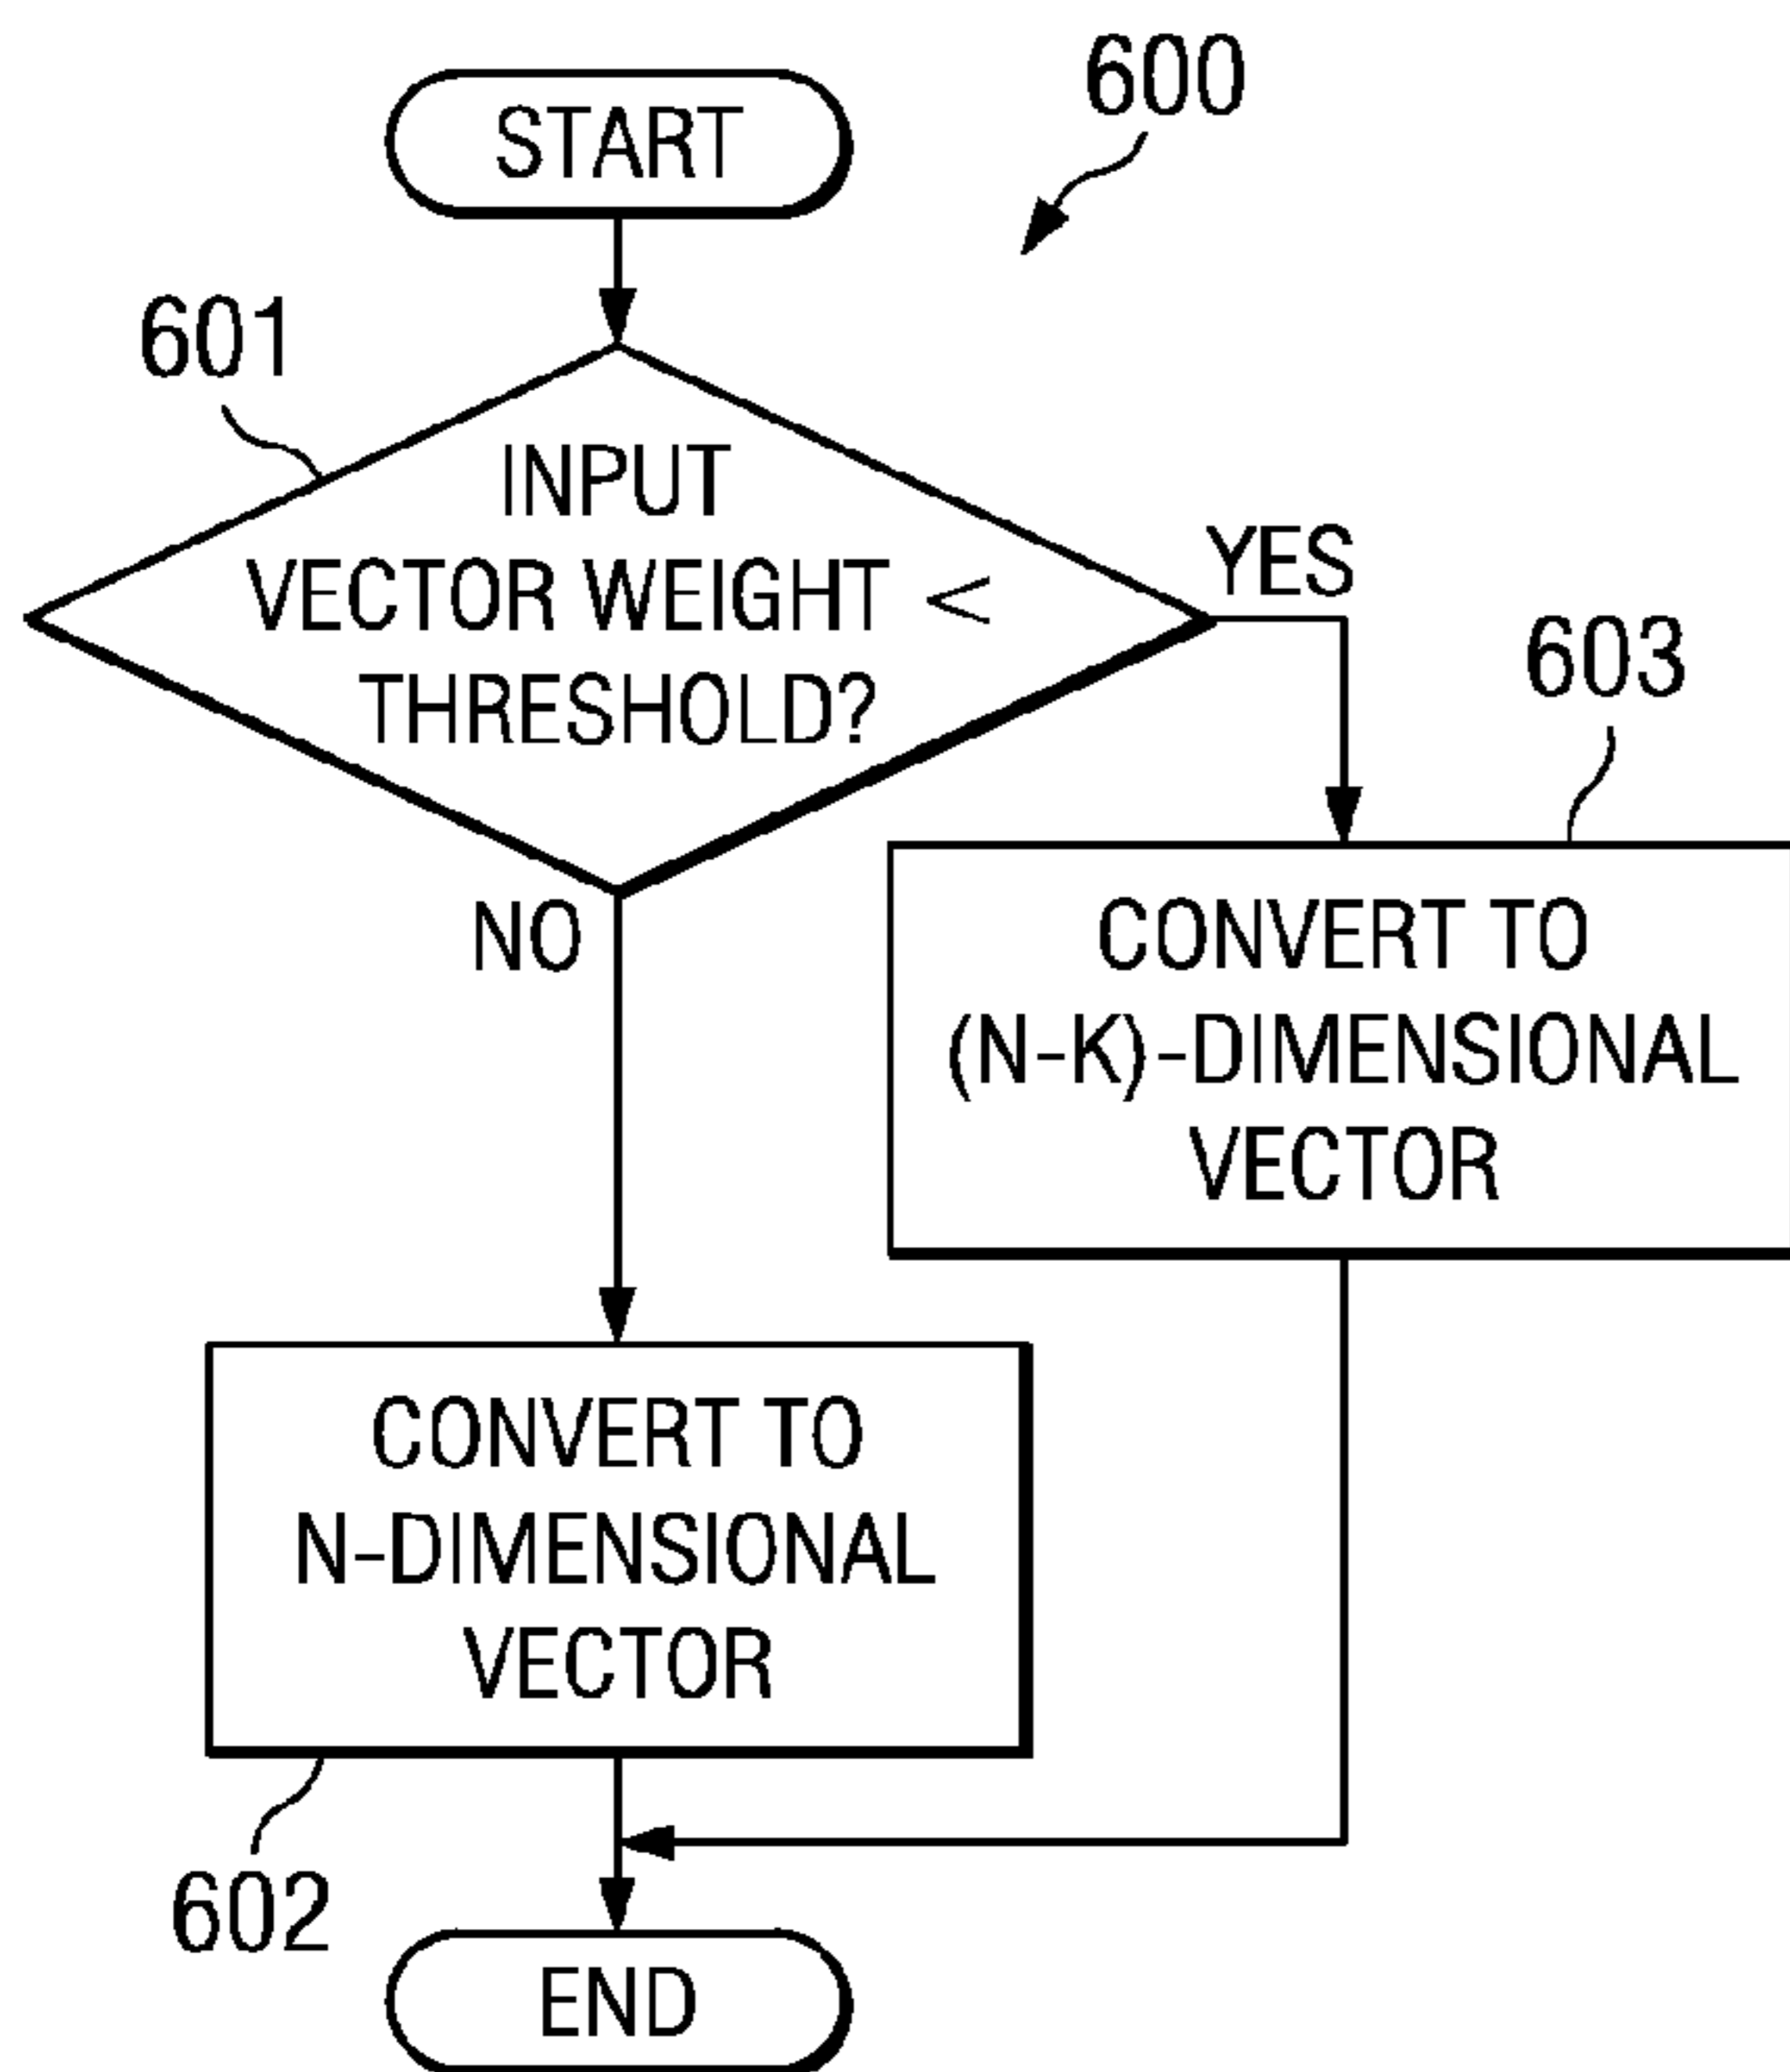 600
START
601
INPUT
VECTOR WEIGHT <
THRESHOLD?
YES
603
NO
CONVERT TO
(N-K)-DIMENSIONAL
VECTOR
CONVERT TO
N-DIMENSIONAL
VECTOR
602
END